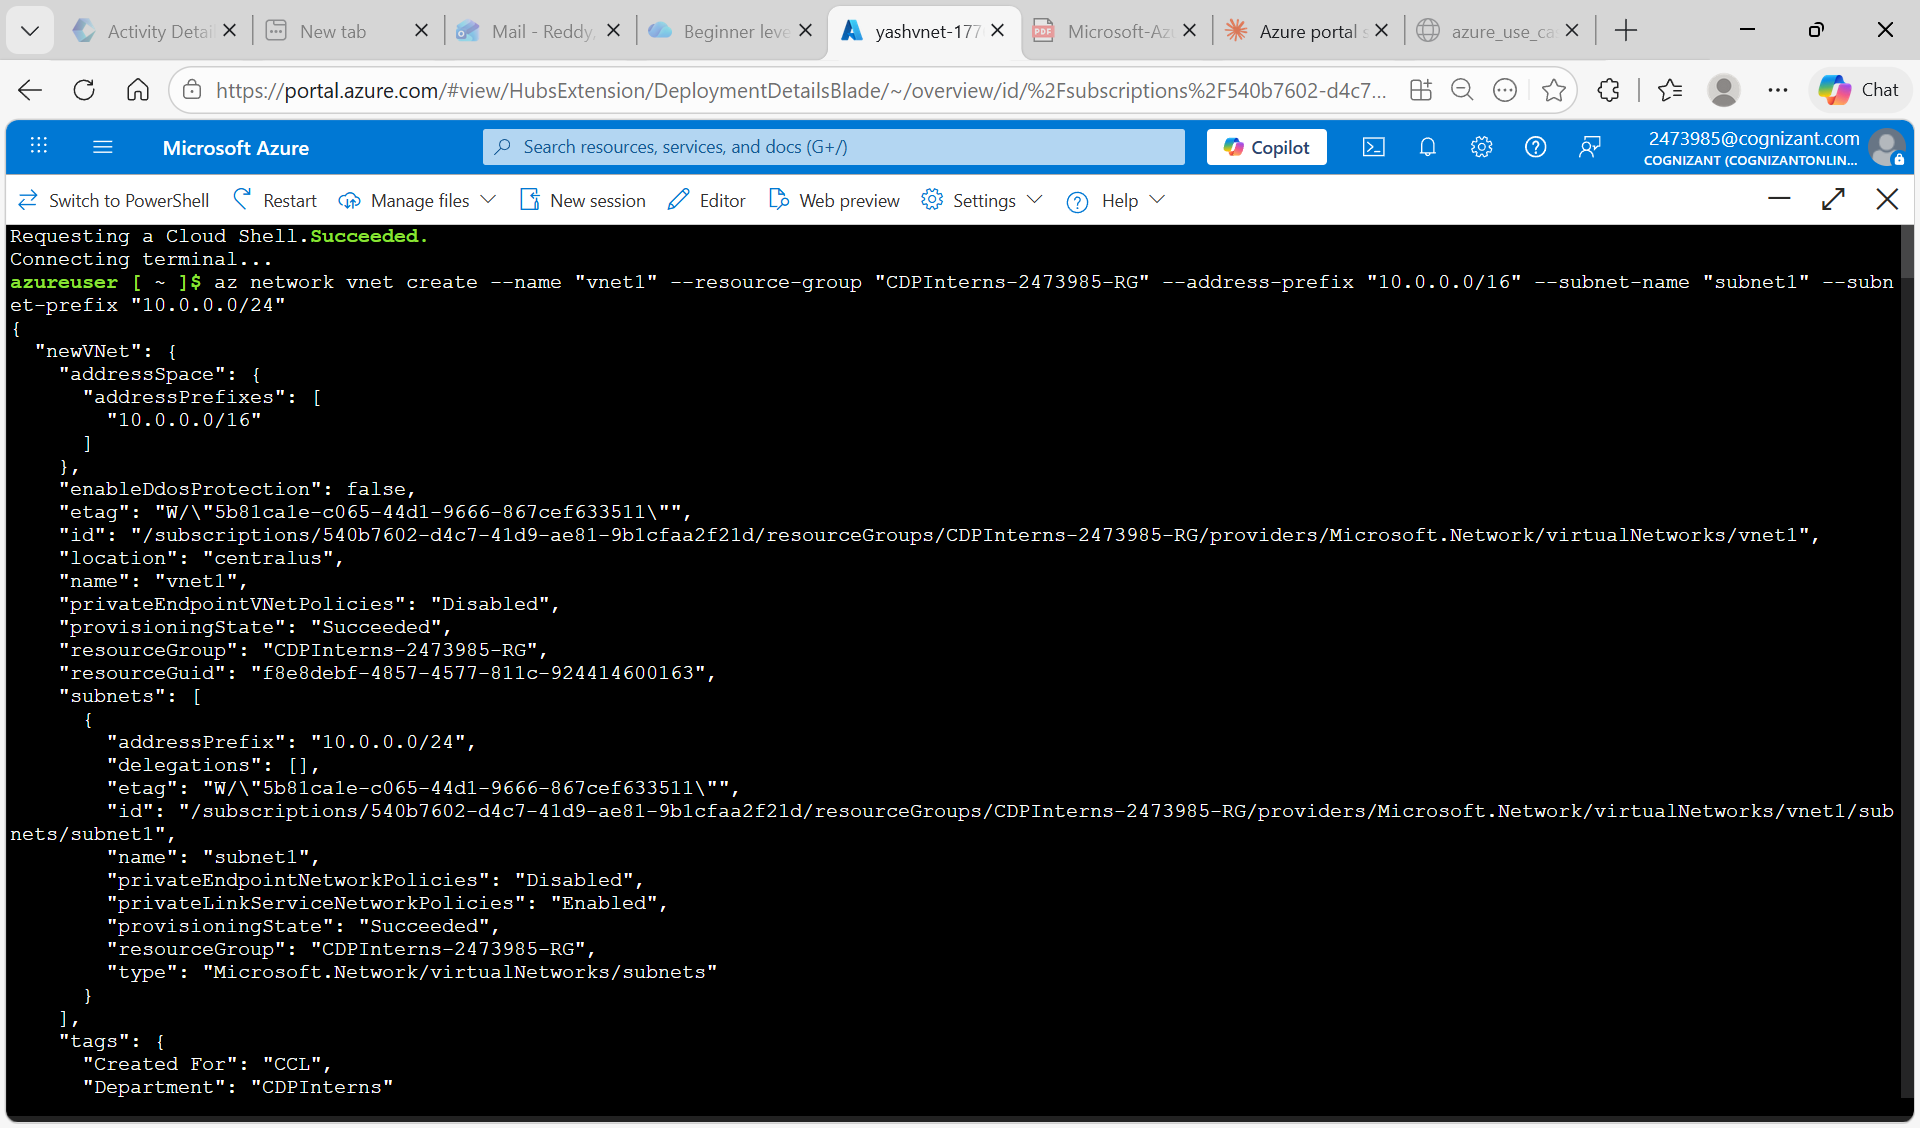 Activity Detai
New tab
Mail - Reddy,
Beginner leve
yashvnet-177
PDF
Microsoft-Az
Azure portal s
azure_use_ca
https://portal.azure.com/#view/HubsExtension/DeploymentDetailsBlade/~/overview/id/%2Fsubscriptions%2F540b7602-d4c7...
Chat
Microsoft Azure
Search resources, services, and docs (G+/)
Copilot
2473985@cognizant.com
COGNIZANT (COGNIZANTONLIN...
Switch to PowerShell
Restart
Manage files
New session
Editor
Web preview
Settings
Help
Requesting a Cloud Shell.Succeeded.
Connecting terminal...
azureuser [ ~ ]$ az network vnet create --name "vnet1" --resource-group "CDPInterns-2473985-RG" --address-prefix "10.0.0.0/16" --subnet-name "subnet1" --subn
et-prefix "10.0.0.0/24"
{
  "newVNet": {
    "addressSpace": {
      "addressPrefixes": [
        "10.0.0.0/16"
      ]
    },
    "enableDdosProtection": false,
    "etag": "W/\"5b81ca1e-c065-44d1-9666-867cef633511\"",
    "id": "/subscriptions/540b7602-d4c7-41d9-ae81-9b1cfaa2f21d/resourceGroups/CDPInterns-2473985-RG/providers/Microsoft.Network/virtualNetworks/vnet1",
    "location": "centralus",
    "name": "vnet1",
    "privateEndpointVNetPolicies": "Disabled",
    "provisioningState": "Succeeded",
    "resourceGroup": "CDPInterns-2473985-RG",
    "resourceGuid": "f8e8debf-4857-4577-811c-924414600163",
    "subnets": [
      {
        "addressPrefix": "10.0.0.0/24",
        "delegations": [],
        "etag": "W/\"5b81ca1e-c065-44d1-9666-867cef633511\"",
        "id": "/subscriptions/540b7602-d4c7-41d9-ae81-9b1cfaa2f21d/resourceGroups/CDPInterns-2473985-RG/providers/Microsoft.Network/virtualNetworks/vnet1/sub
nets/subnet1",
        "name": "subnet1",
        "privateEndpointNetworkPolicies": "Disabled",
        "privateLinkServiceNetworkPolicies": "Enabled",
        "provisioningState": "Succeeded",
        "resourceGroup": "CDPInterns-2473985-RG",
        "type": "Microsoft.Network/virtualNetworks/subnets"
      }
    ],
    "tags": {
      "Created For": "CCL",
      "Department": "CDPInterns"